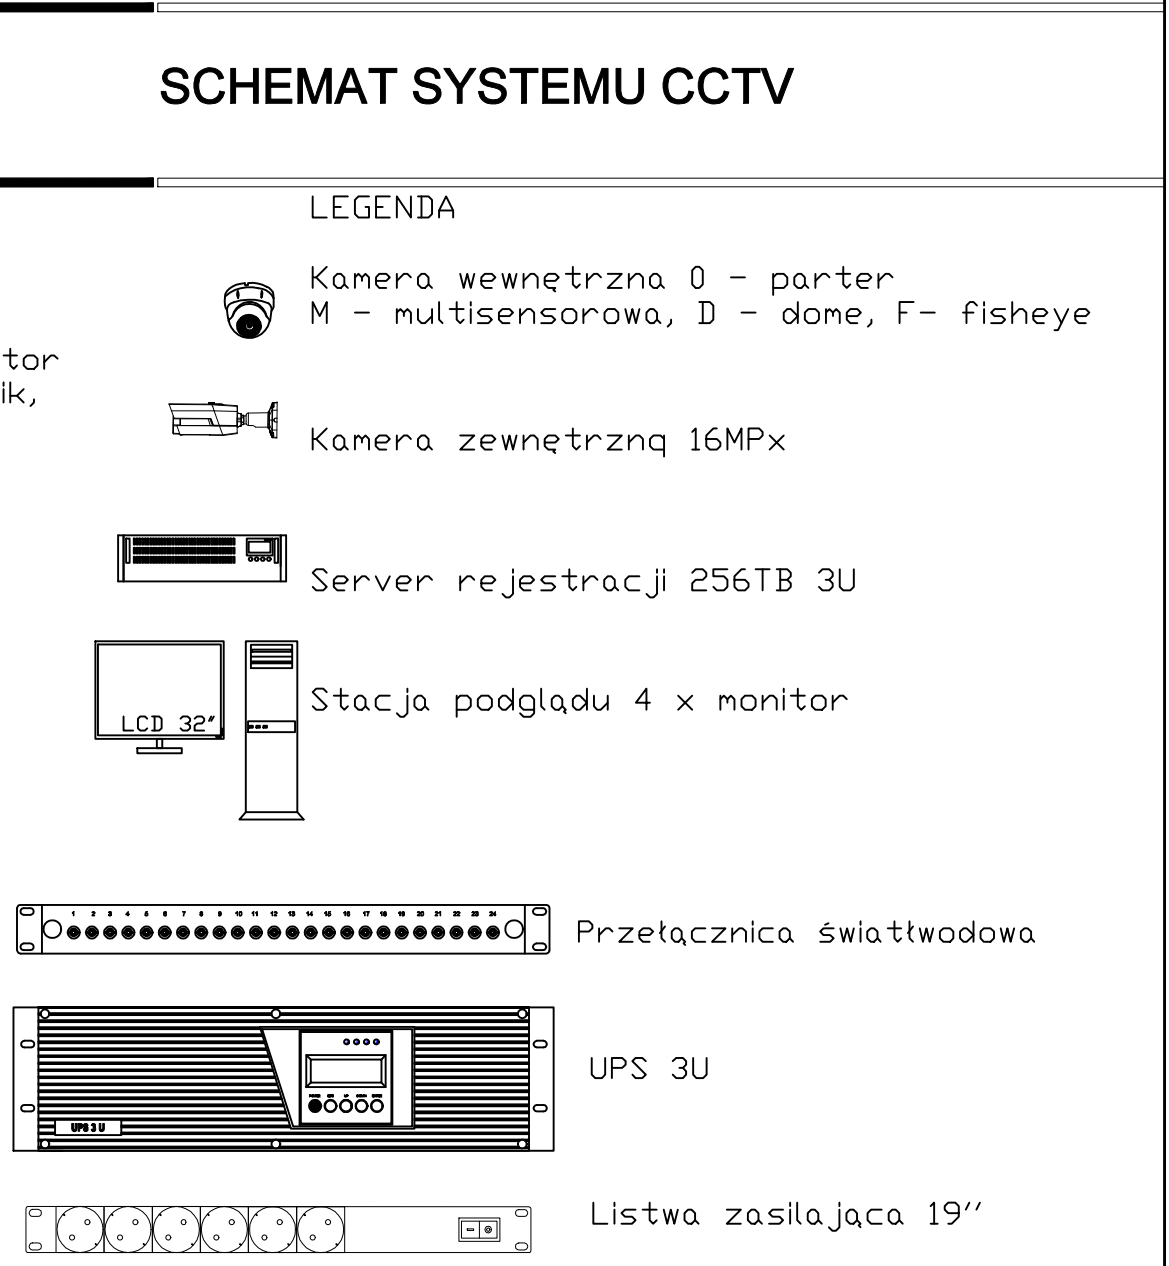 SCHEMAT SYSTEMU CCTV
LEGENDA
Kamera wewnętrzna 0 - parter
M - multisensorowa, D - dome, F- fisheye
tor
ik,
Kamera zewnętrznq 16MPx
Server rejestracji 256TB 3U
Stacja podglądu 4 x monitor
LCD 32"
1 2 3 4 5 6 7 8 9 10 11 12 13 14 15 16 17 18 19 20 21 22 23 24
Przełącznica światłwodowa
UPS 3U
UPS 3 U
Listwa zasilająca 19''